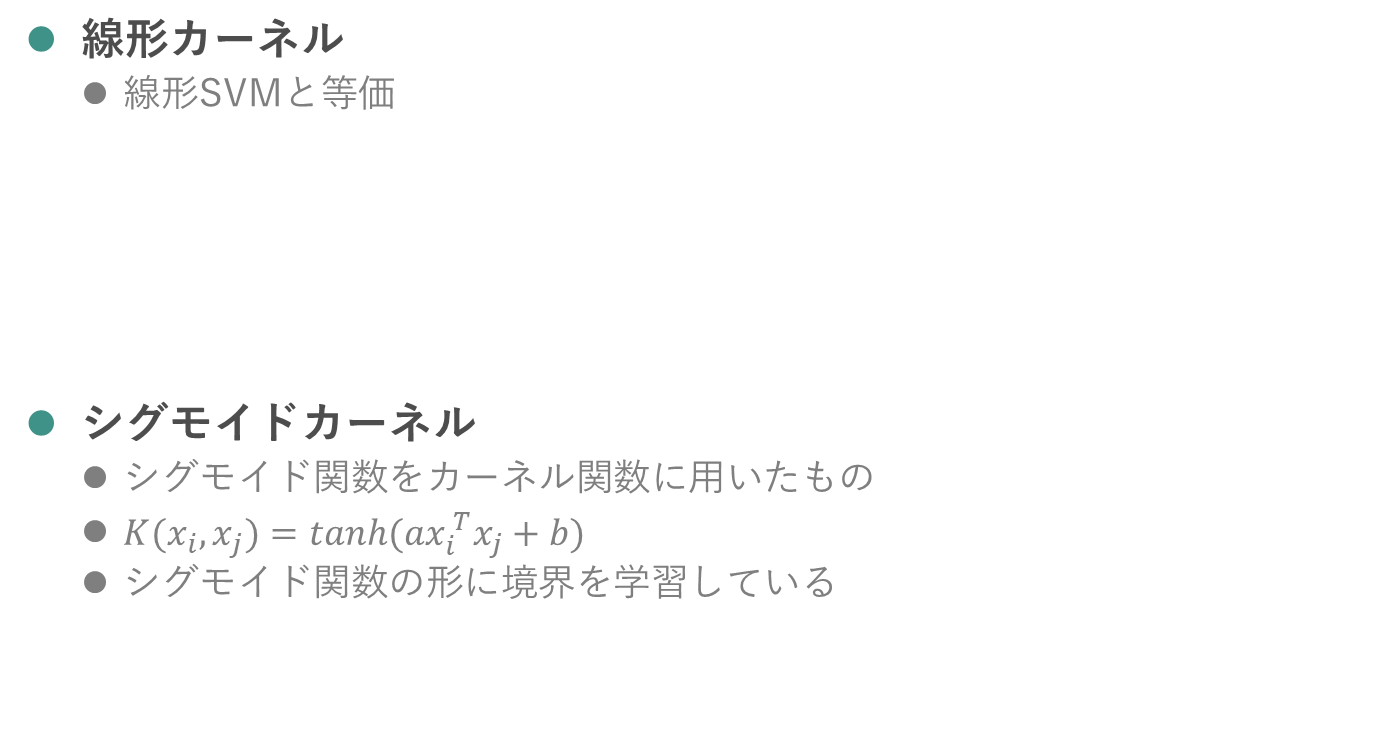 ● 線形カーネル
● 線形SVMと等価
● シグモイドカーネル
● シグモイド関数をカーネル関数に用いたもの
● $K(x_i, x_j) = tanh(ax_i^T x_j + b)$
● シグモイド関数の形に境界を学習している